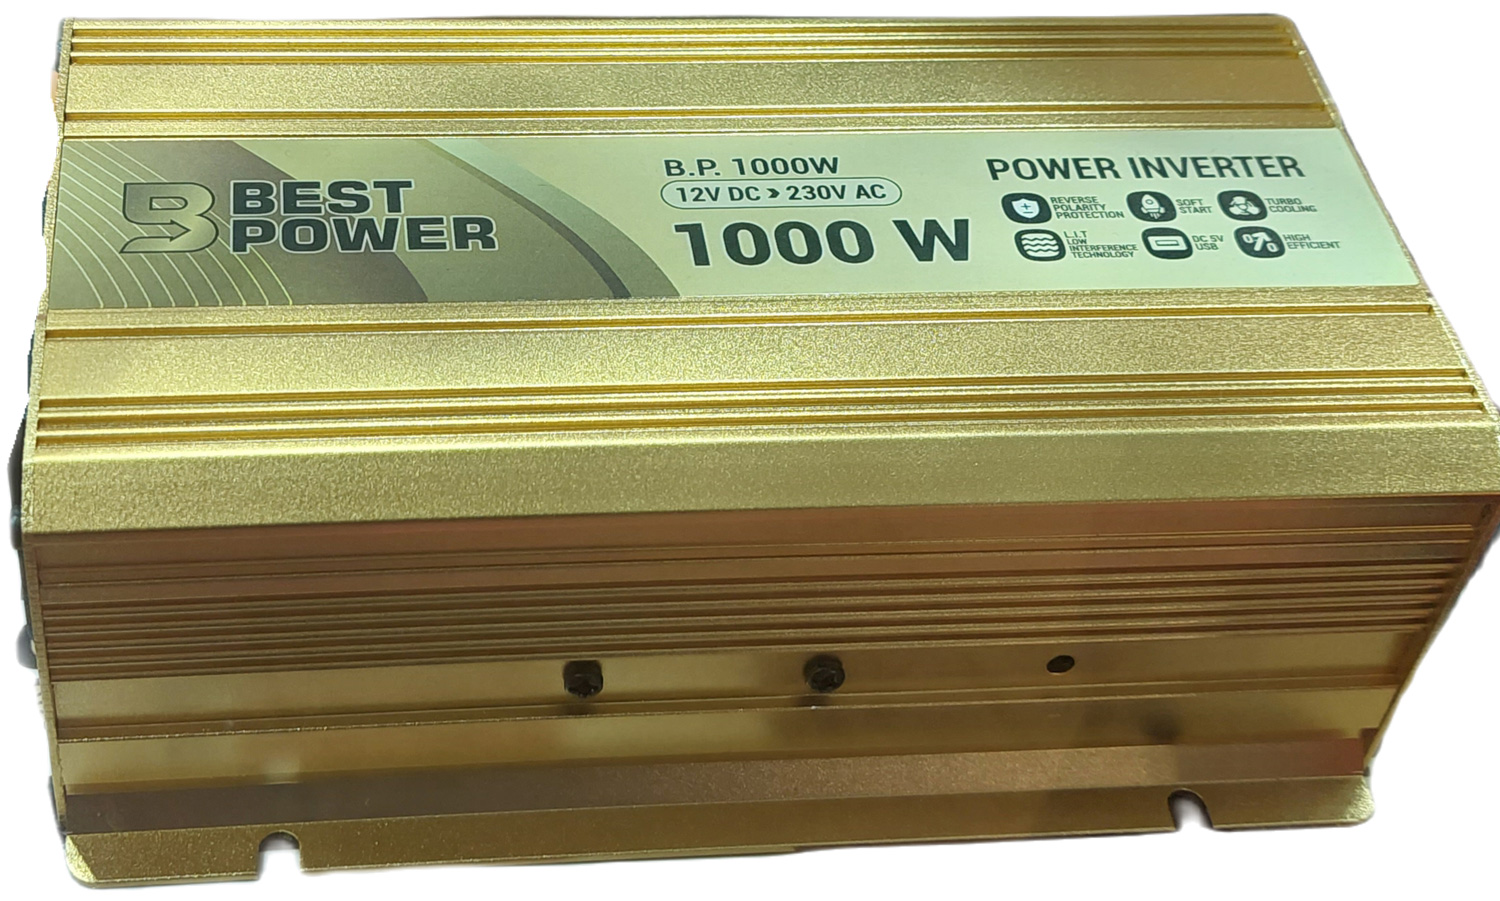 BEST
POWER
B.P. 1000W
12V DC › 230V AC
1000 W
POWER INVERTER
REVERSE
POLARITY
PROTECTION
SOFT
START
TURBO
COOLING
L.I.T
LOW
INTERFERENCE
TECHNOLOGY
DC 5V
USB
HIGH
EFFICIENT